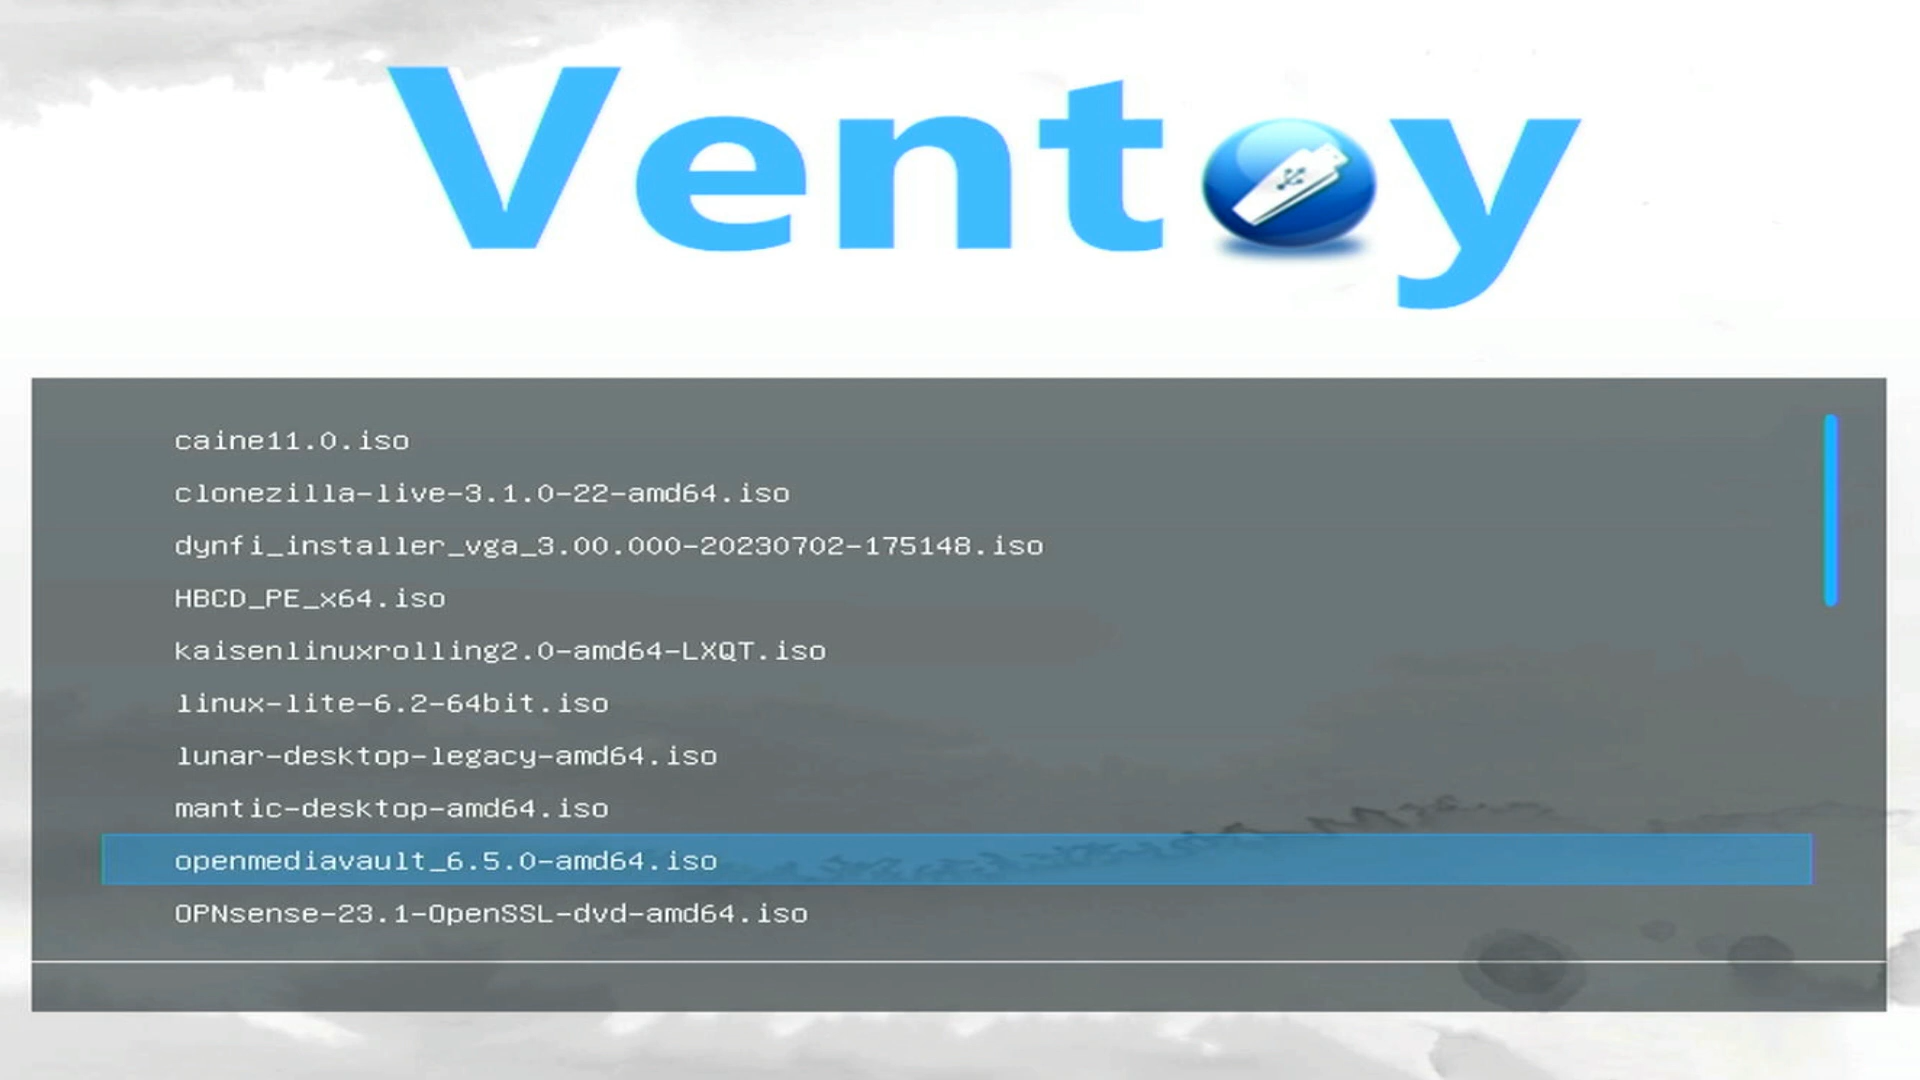 Ventoy
caine11.0.iso
clonezilla-live-3.1.0-22-amd64.iso
dynfi_installer_vga_3.00.000-20230702-175148.iso
HBCD_PE_x64.iso
kaisenlinuxrolling2.0-amd64-LXQT.iso
linux-lite-6.2-64bit.iso
lunar-desktop-legacy-amd64.iso
mantic-desktop-amd64.iso
openmediavault_6.5.0-amd64.iso
OPNsense-23.1-OpenSSL-dvd-amd64.iso